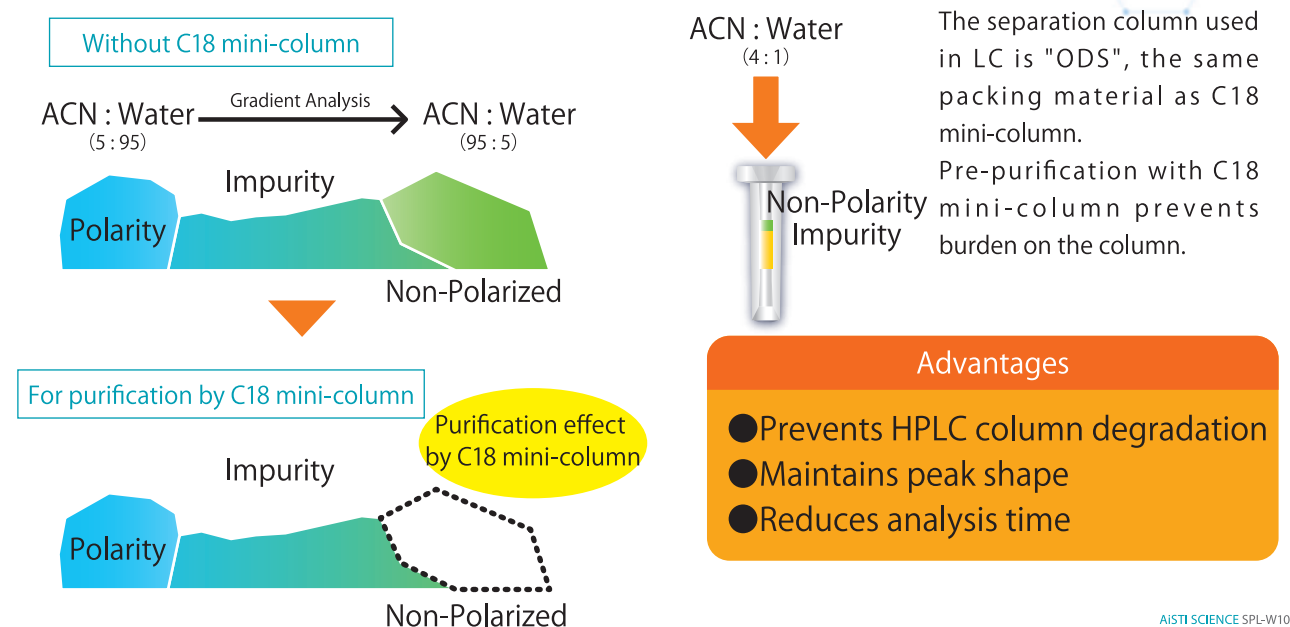 Without C18 mini-column
ACN : Water
(5 : 95)
Gradient Analysis
ACN : Water
(95 : 5)
Impurity
Polarity
Non-Polarized
For purification by C18 mini-column
Purification effect
by C18 mini-column
Impurity
Polarity
Non-Polarized
ACN : Water
(4 : 1)
Non-Polarity
Impurity
The separation column used
in LC is "ODS", the same
packing material as C18
mini-column.
Pre-purification with C18
mini-column prevents
burden on the column.
Advantages
●Prevents HPLC column degradation
●Maintains peak shape
●Reduces analysis time
AiSTI SCIENCE SPL-W10